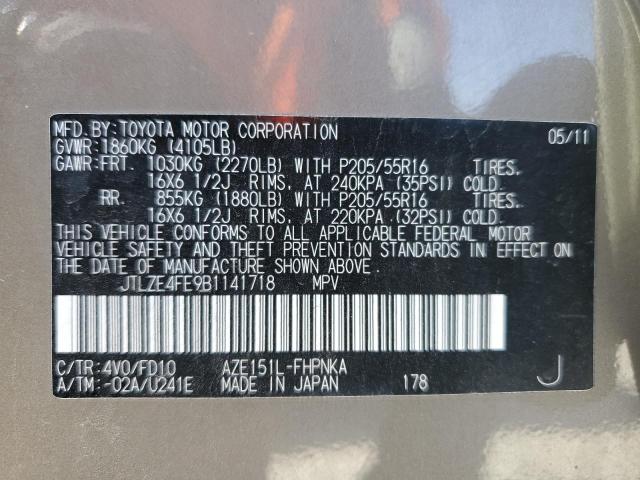 MFD.BY:TOYOTA MOTOR CORPORATION 05/11
GVWR:1860KG (4105LB)
GAWR:FRT. 1030KG (2270LB) WITH P205/55R16 TIRES,
16X6 1/2J RIMS, AT 240KPA (35PSI) COLD.
RR. 855KG (1880LB) WITH P205/55R16 TIRES,
16X6 1/2J RIMS, AT 220KPA (32PSI) COLD.
THIS VEHICLE CONFORMS TO ALL APPLICABLE FEDERAL MOTOR
VEHICLE SAFETY AND THEFT PREVENTION STANDARDS IN EFFECT ON
THE DATE OF MANUFACTURE SHOWN ABOVE.
JTLZE4FE9B1141718 MPV
C/TR:4V0/FD10 AZE151L-FHPNKA
A/TM:-02A/U241E MADE IN JAPAN 178 J